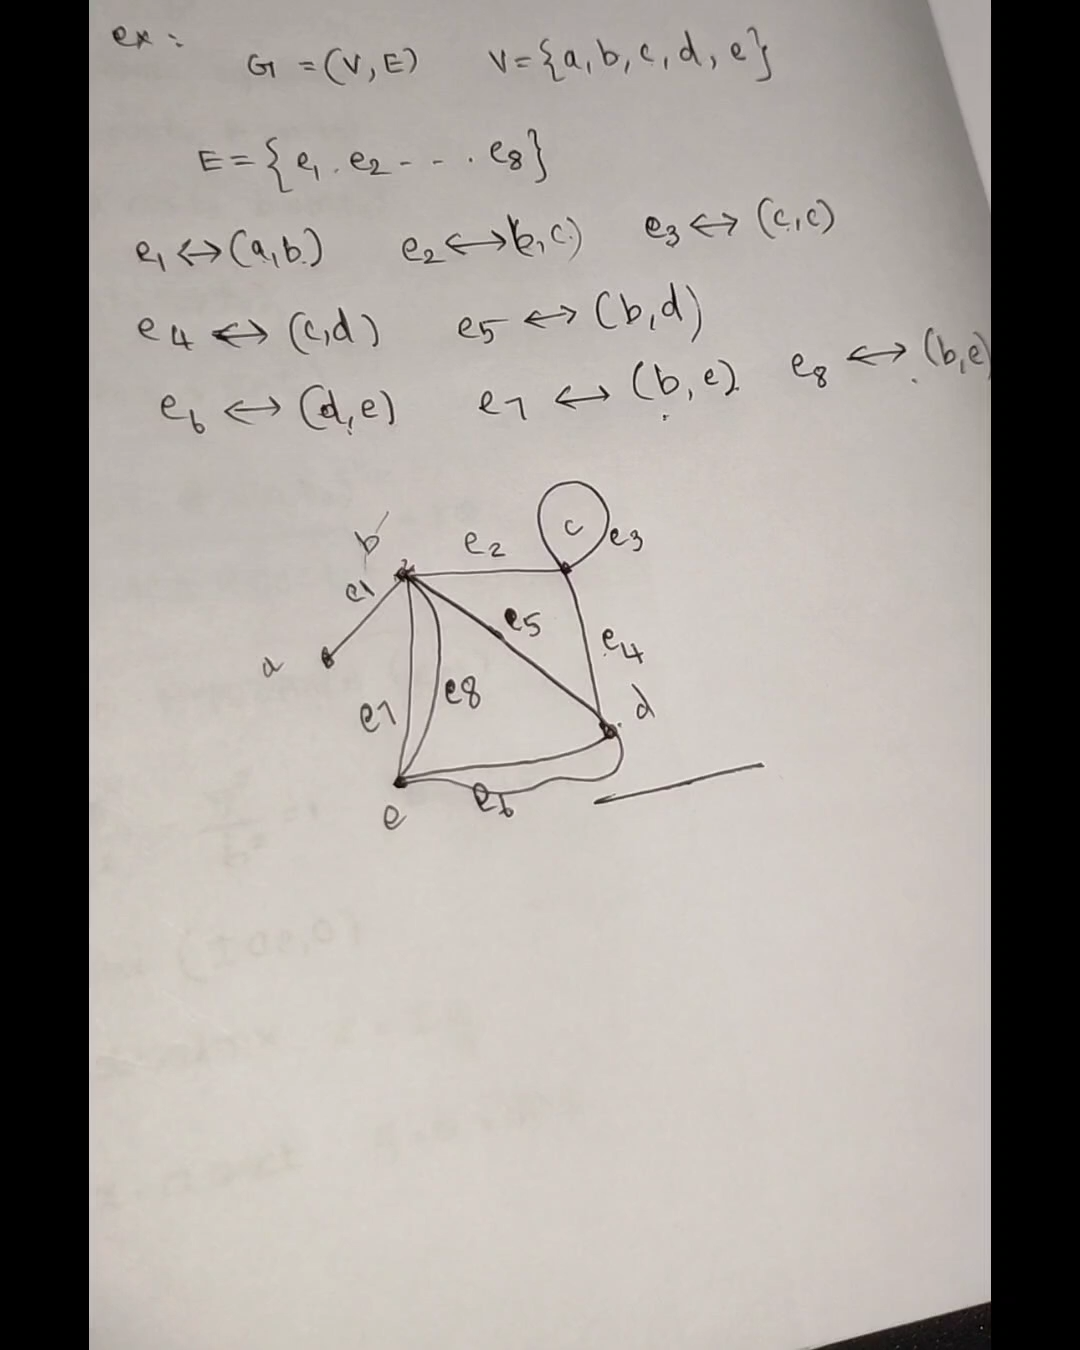 ex:
G = (V, E) V = {a, b, c, d, e}
E = {e1. e2 - - . e8}
e1 ↔ (a, b) e2 ↔ b, c) e3 ↔ (c, c)
e4 ↔ (c, d) e5 ↔ (b, d)
e6 ↔ (d, e) e7 ↔ (b, e) e8 ↔ (b, e)
b e2 c e3
e1
a e5 e4
e7 e8 d
e e6